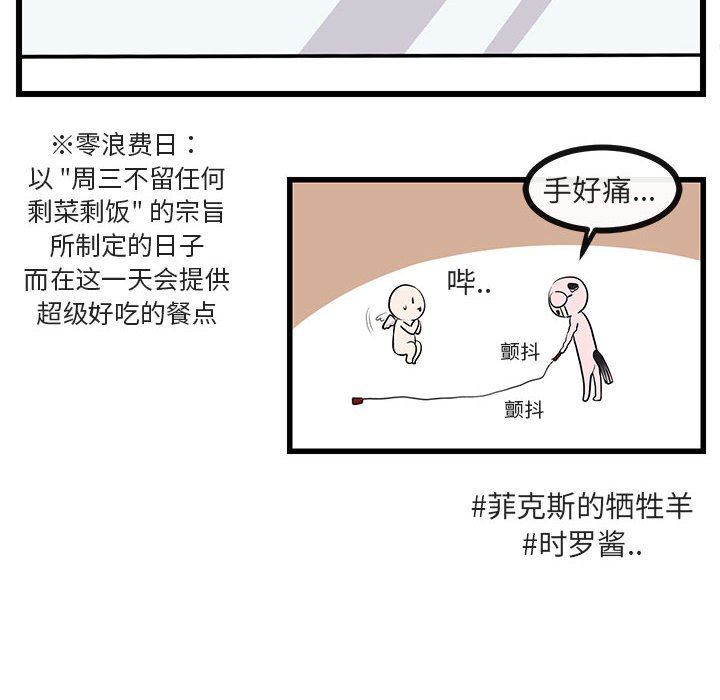 ※零浪费日：
以 "周三不留任何
剩菜剩饭" 的宗旨
所制定的日子
而在这一天会提供
超级好吃的餐点
手好痛...
哔..
颤抖
颤抖
#菲克斯的牺牲羊
#时罗酱..